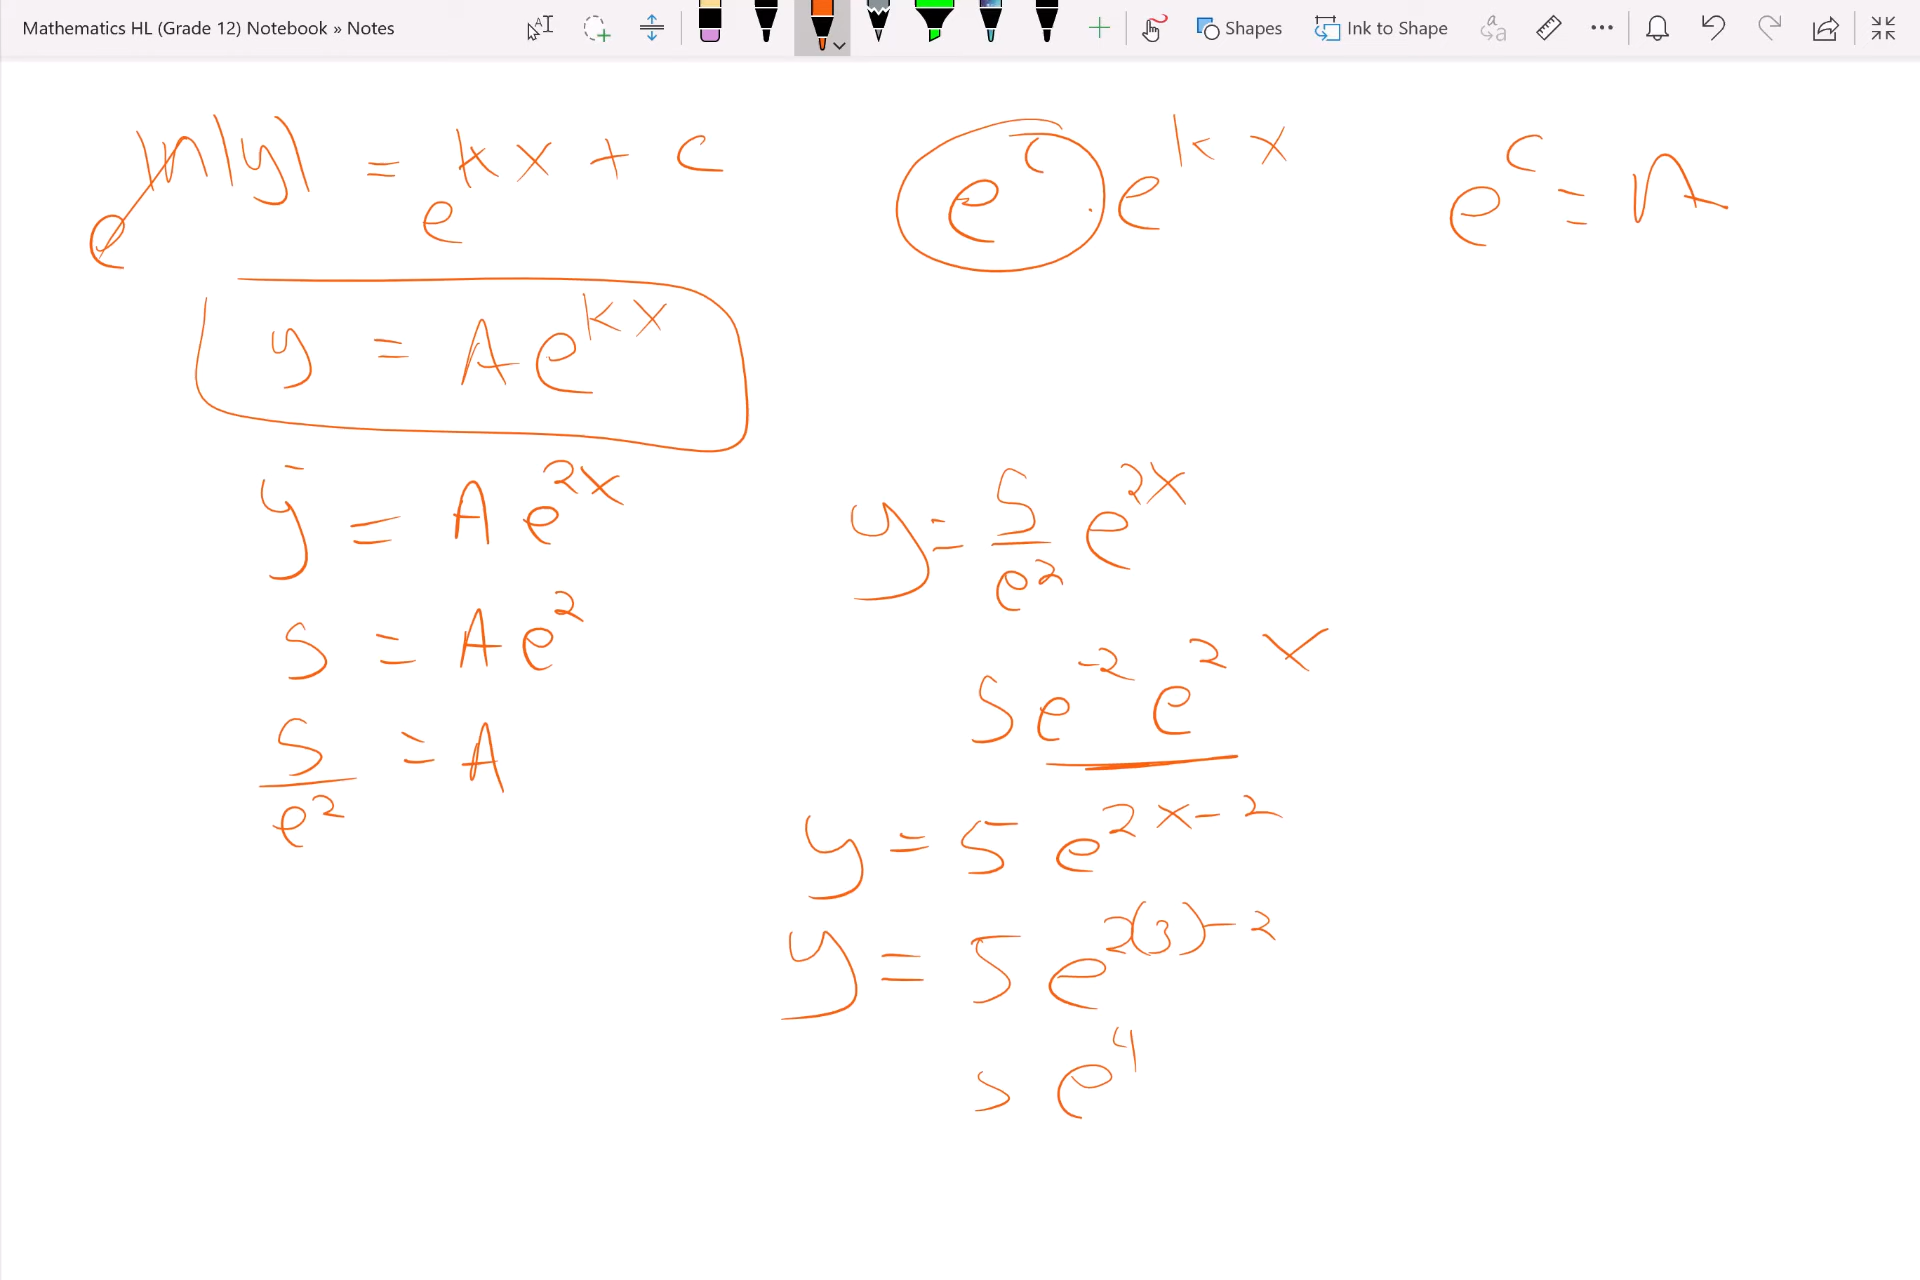 Mathematics HL (Grade 12) Notebook » Notes
Shapes
Ink to Shape
e^ln|y| = e^kx + c
e^c · e^kx
e^c = A
y = Ae^kx
y = Ae^2x
5 = Ae^2
5/e^2 = A
y = 5/e^2 e^2x
5e^-2 e^2x
y = 5e^2x-2
y = 5e^2(3)-2
5e^4